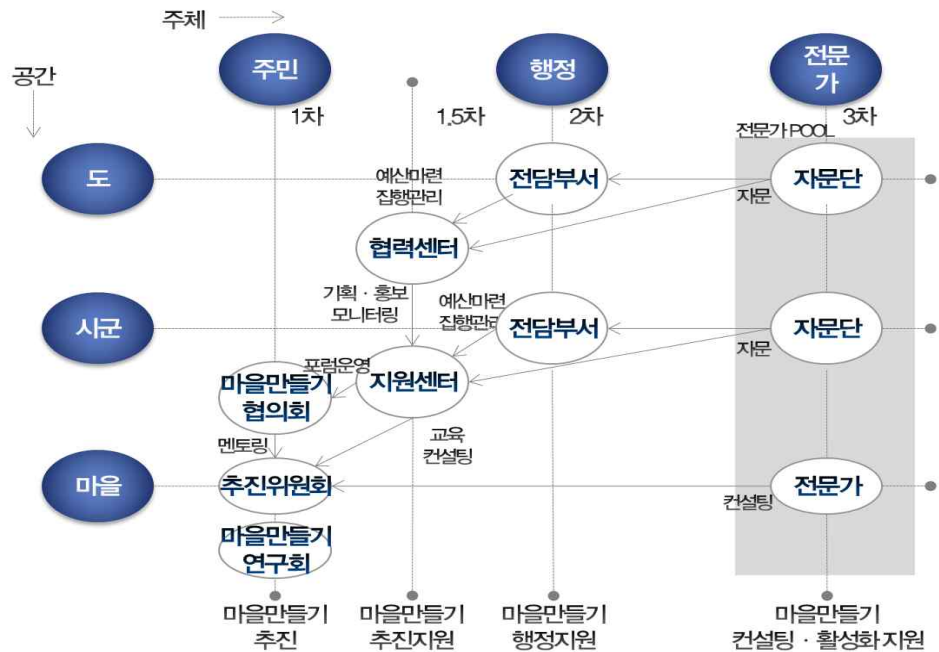 주체
공간
주민
행정
전문
가
1차
1.5차
2차
3차
전문가 POOL
도
예산마련
집행관리
전담부서
자문단
자문
협력센터
기획 · 홍보
모니터링
시군
예산마련
집행관리
전담부서
자문단
자문
포럼운영
마을만들기
협의회
지원센터
멘토링
교육
컨설팅
마을
추진위원회
컨설팅
전문가
마을만들기
연구회
마을만들기
추진
마을만들기
추진지원
마을만들기
행정지원
마을만들기
컨설팅 · 활성화 지원